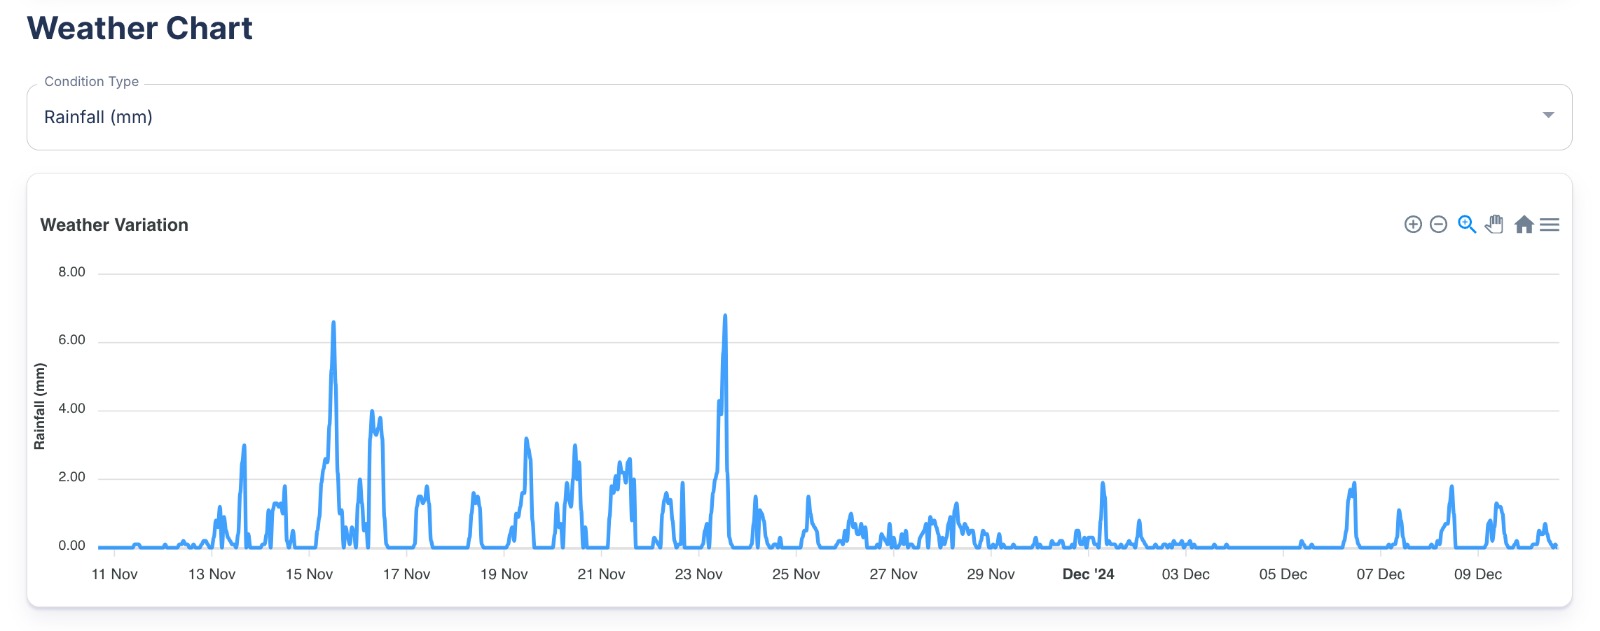 Weather Chart
Condition Type
Rainfall (mm)
Weather Variation
8.00
6.00
4.00
2.00
0.00
Rainfall (mm)
11 Nov 13 Nov 15 Nov 17 Nov 19 Nov 21 Nov 23 Nov 25 Nov 27 Nov 29 Nov Dec '24 03 Dec 05 Dec 07 Dec 09 Dec